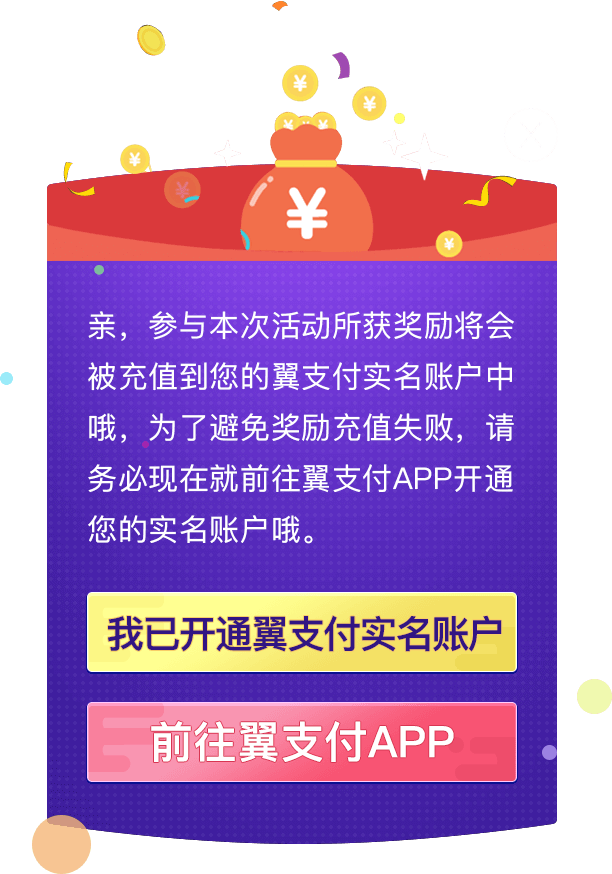 ¥
¥
¥
¥
¥
¥
¥
¥
¥
亲，参与本次活动所获奖励将会
被充值到您的翼支付实名账户中
哦，为了避免奖励充值失败，请
务必现在就前往翼支付APP开通
您的实名账户哦。
我已开通翼支付实名账户
前往翼支付APP